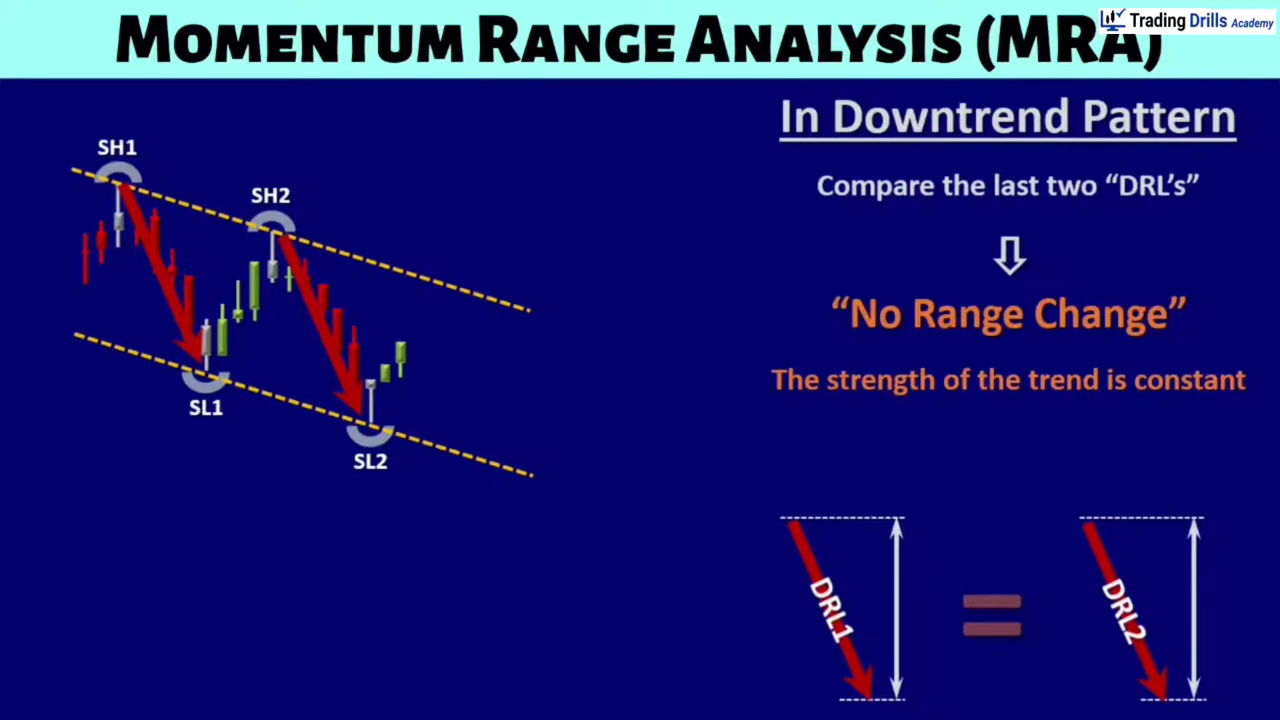 MOMENTUM RANGE ANALYSIS (MRA)
Trading Drills Academy
In Downtrend Pattern
Compare the last two “DRL’s”
“No Range Change”
The strength of the trend is constant
SH1
SH2
SL1
SL2
DRL1
=
DRL2